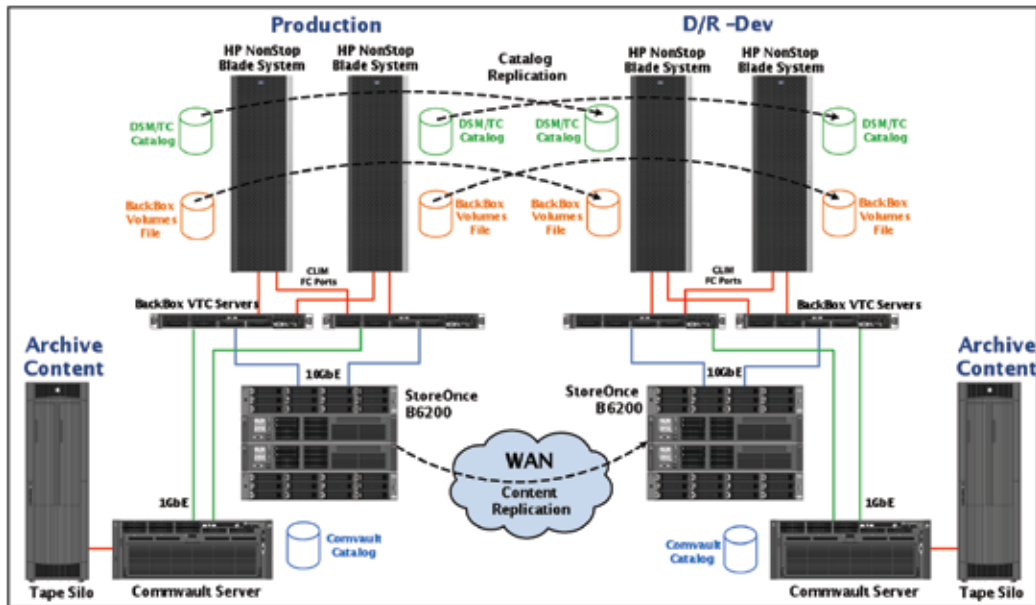 Production
D/R -Dev
HP NonStop
Blade System
HP NonStop
Blade System
HP NonStop
Blade System
HP NonStop
Blade System
Catalog
Replication
DSM/TC
Catalog
DSM/TC
Catalog
DSM/TC
Catalog
DSM/TC
Catalog
BackBox
Volumes
File
BackBox
Volumes
File
BackBox
Volumes
File
BackBox
Volumes
File
CLIM
FC Ports
CLIM
FC Ports
BackBox VTC Servers
BackBox VTC Servers
Archive
Content
Archive
Content
10GbE
10GbE
StoreOnce
B6200
StoreOnce
B6200
WAN
Content
Replication
1GbE
1GbE
Comvault
Catalog
Comvault
Catalog
Tape Silo
Commvault Server
Commvault Server
Tape Silo